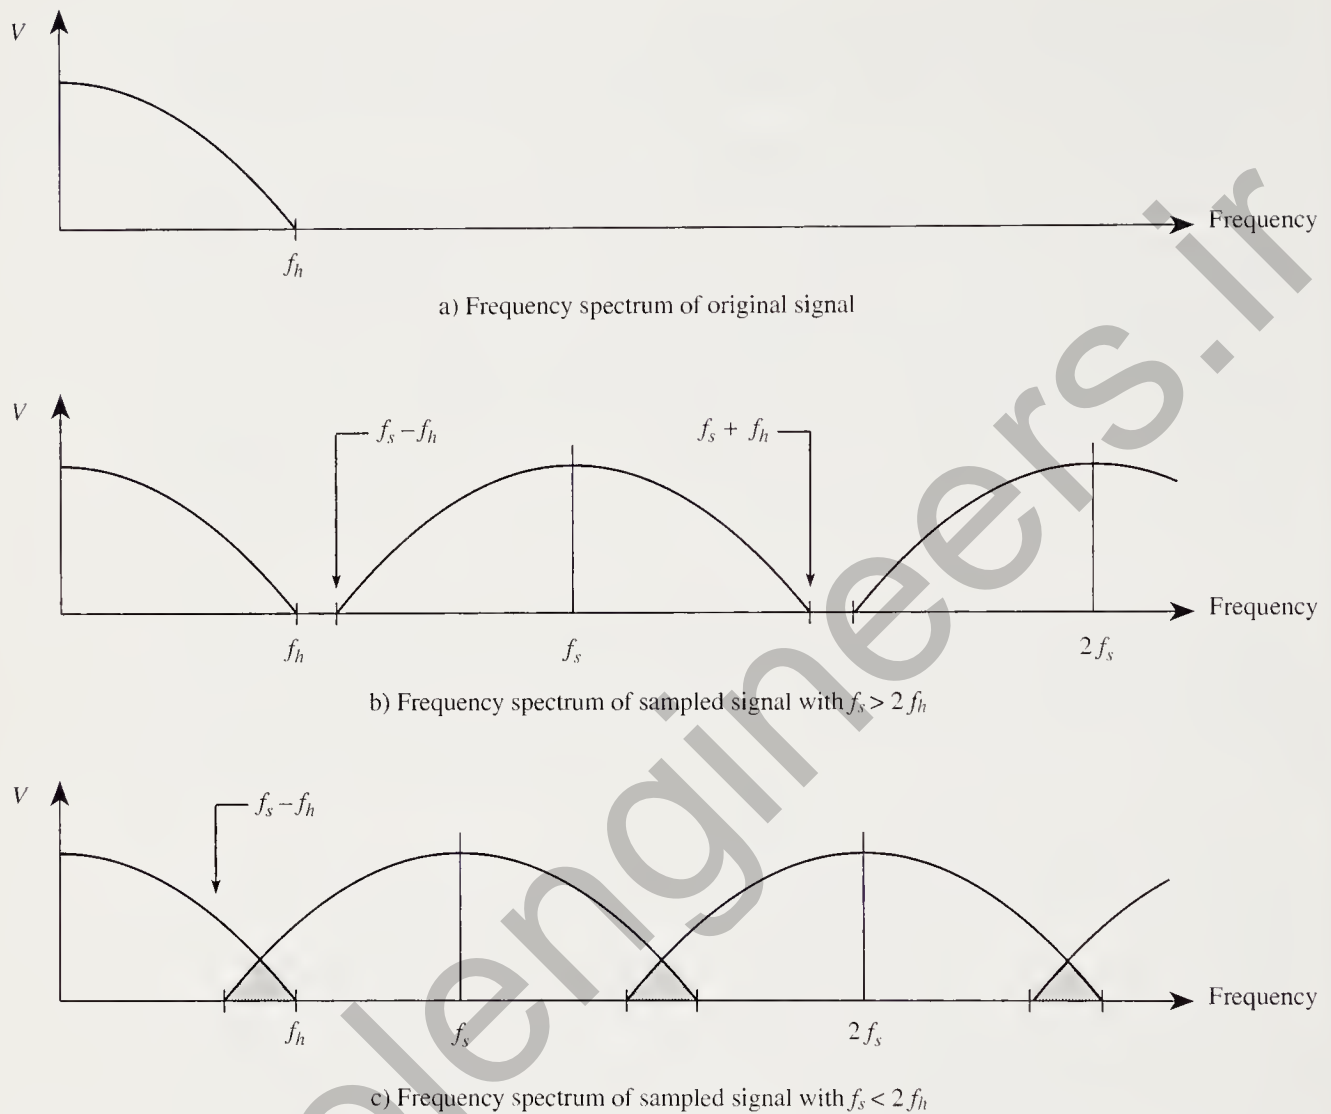 V
Frequency
f_h
a) Frequency spectrum of original signal
V
f_s – f_h
f_s + f_h
Frequency
f_h
f_s
2 f_s
b) Frequency spectrum of sampled signal with f_s > 2 f_h
V
f_s – f_h
Frequency
f_h
f_s
2 f_s
c) Frequency spectrum of sampled signal with f_s < 2 f_h
lengineers.ir